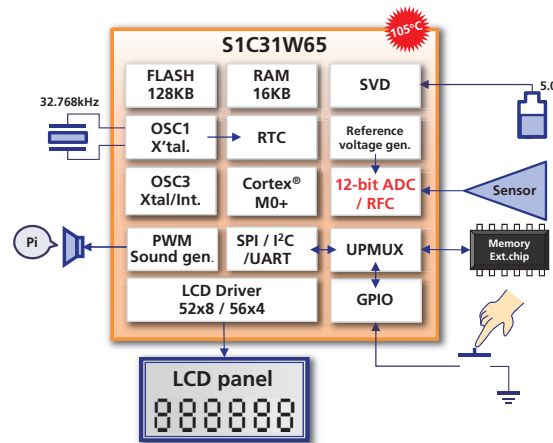 S1C31W65
105°C
FLASH
128KB
RAM
16KB
SVD
5.0
32.768kHz
OSC1
X'tal.
RTC
Reference
voltage gen.
OSC3
Xtal/Int.
Cortex®
M0+
12-bit ADC
/ RFC
Sensor
Pi
PWM
Sound gen.
SPI / I²C
/UART
UPMUX
Memory
Ext.chip
LCD Driver
52x8 / 56x4
GPIO
LCD panel
888888